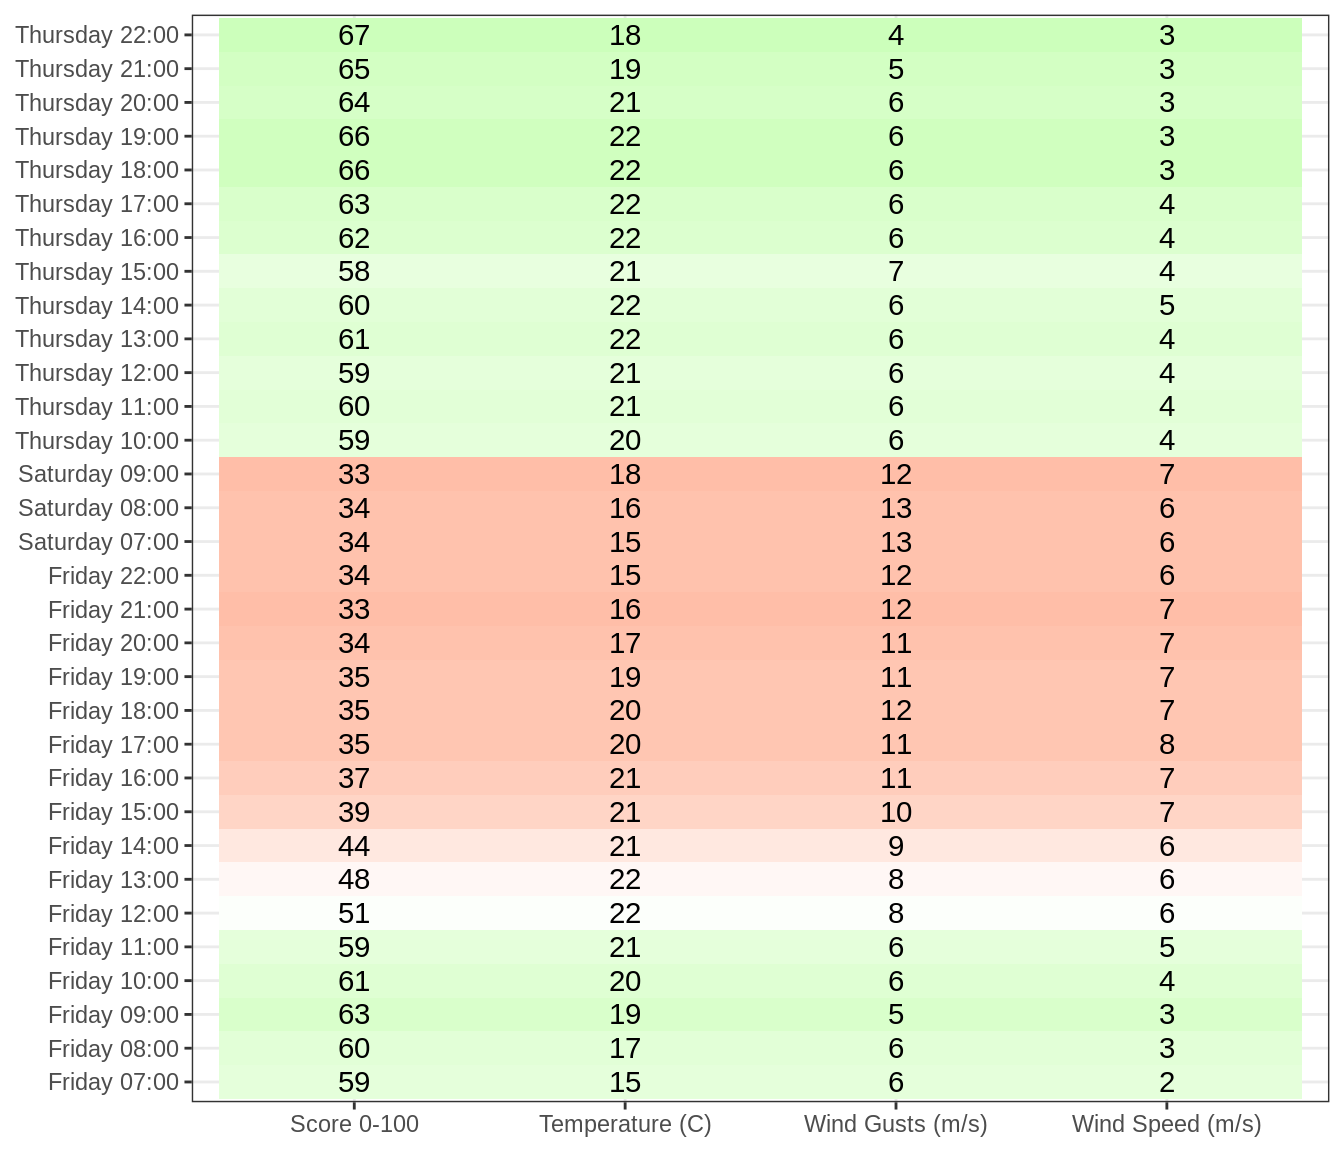 Thursday 22:00 67 18 4 3
Thursday 21:00 65 19 5 3
Thursday 20:00 64 21 6 3
Thursday 19:00 66 22 6 3
Thursday 18:00 66 22 6 3
Thursday 17:00 63 22 6 4
Thursday 16:00 62 22 6 4
Thursday 15:00 58 21 7 4
Thursday 14:00 60 22 6 5
Thursday 13:00 61 22 6 4
Thursday 12:00 59 21 6 4
Thursday 11:00 60 21 6 4
Thursday 10:00 59 20 6 4
Saturday 09:00 33 18 12 7
Saturday 08:00 34 16 13 6
Saturday 07:00 34 15 13 6
Friday 22:00 34 15 12 6
Friday 21:00 33 16 12 7
Friday 20:00 34 17 11 7
Friday 19:00 35 19 11 7
Friday 18:00 35 20 12 7
Friday 17:00 35 20 11 8
Friday 16:00 37 21 11 7
Friday 15:00 39 21 10 7
Friday 14:00 44 21 9 6
Friday 13:00 48 22 8 6
Friday 12:00 51 22 8 6
Friday 11:00 59 21 6 5
Friday 10:00 61 20 6 4
Friday 09:00 63 19 5 3
Friday 08:00 60 17 6 3
Friday 07:00 59 15 6 2
Score 0-100 Temperature (C) Wind Gusts (m/s) Wind Speed (m/s)